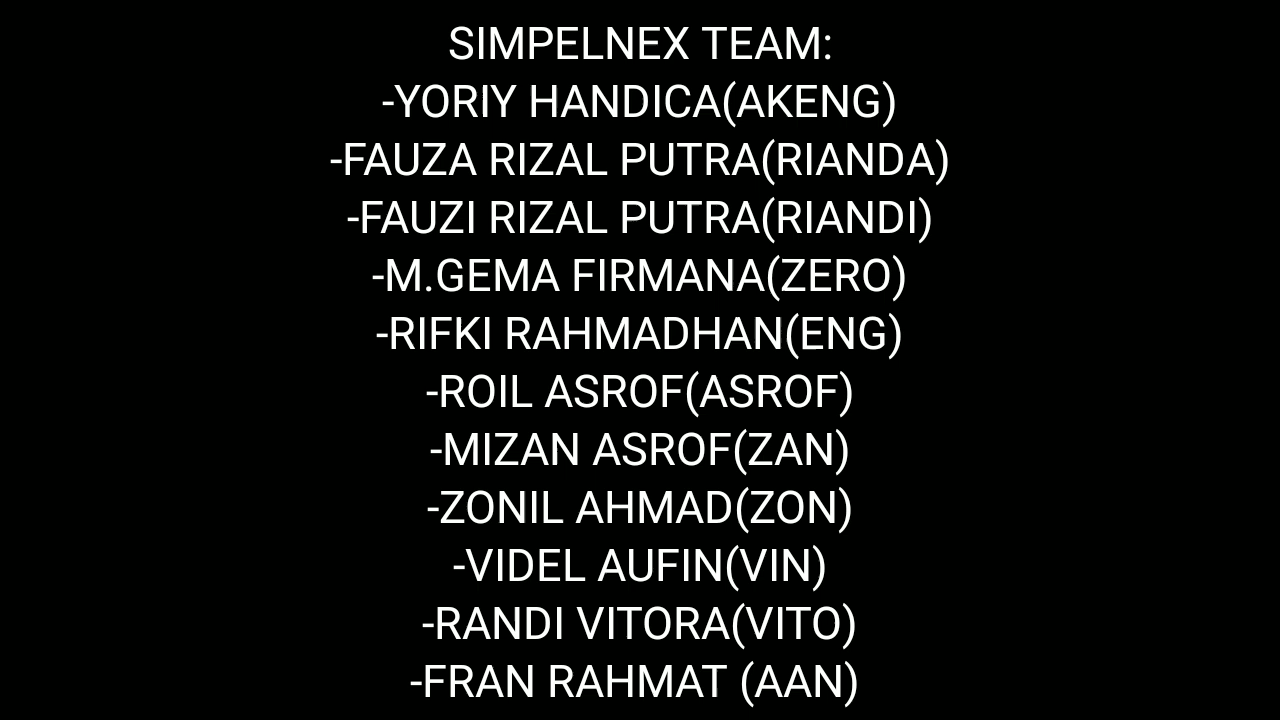 SIMPELNEX TEAM:
-YORIY HANDICA(AKENG)
-FAUZA RIZAL PUTRA(RIANDA)
-FAUZI RIZAL PUTRA(RIANDI)
-M.GEMA FIRMANA(ZERO)
-RIFKI RAHMADHAN(ENG)
-ROIL ASROF(ASROF)
-MIZAN ASROF(ZAN)
-ZONIL AHMAD(ZON)
-VIDEL AUFIN(VIN)
-RANDI VITORA(VITO)
-FRAN RAHMAT (AAN)